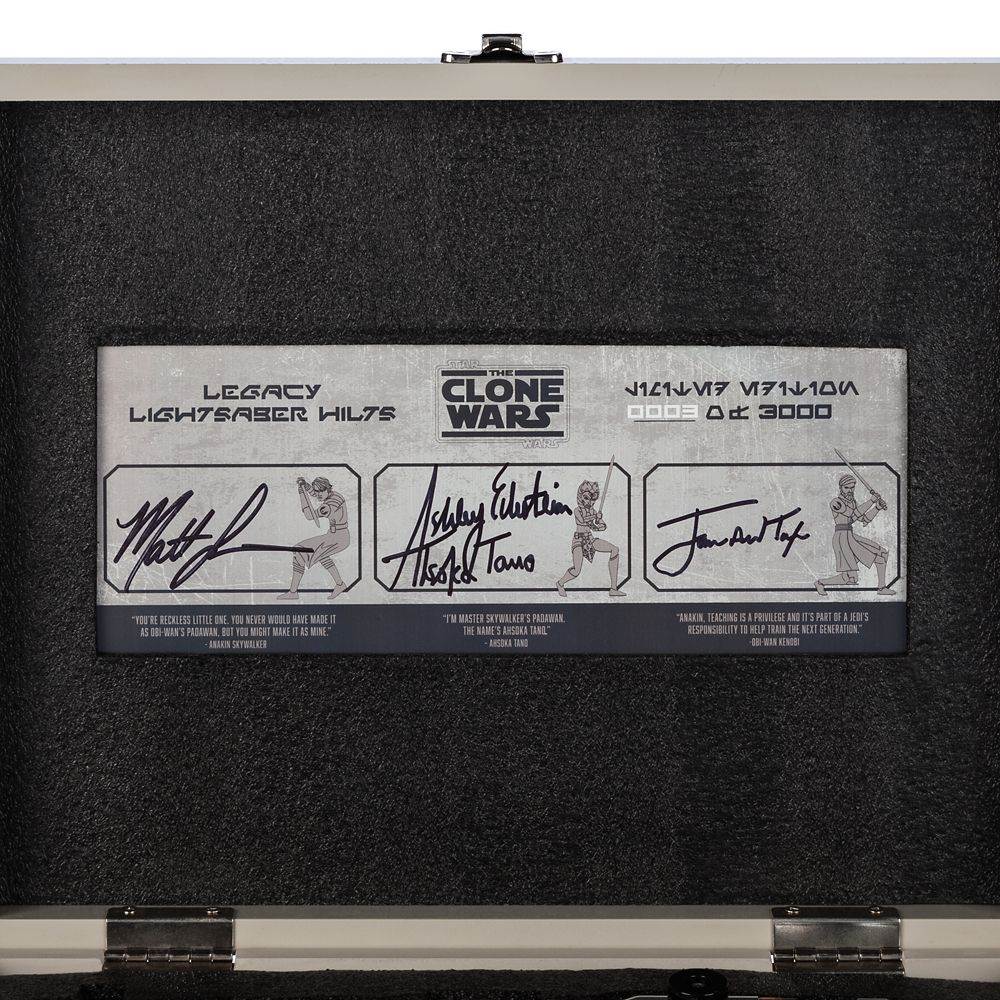 LEGACY
LIGHTSABER HILTS
STAR
THE
CLONE
WARS
WARS
0003 OF 3000
Matt
Ashley Eckstein
Ahsoka Tano
"YOU'RE RECKLESS LITTLE ONE. YOU NEVER WOULD HAVE MADE IT
AS OBI-WAN'S PADAWAN, BUT YOU MIGHT MAKE IT AS MINE."
- ANAKIN SKYWALKER
"I'M MASTER SKYWALKER'S PADAWAN.
THE NAME'S AHSOKA TANO."
- AHSOKA TANO
"ANAKIN, TEACHING IS A PRIVILEGE AND IT'S PART OF A JEDI'S
RESPONSIBILITY TO HELP TRAIN THE NEXT GENERATION."
-OBI-WAN KENOBI